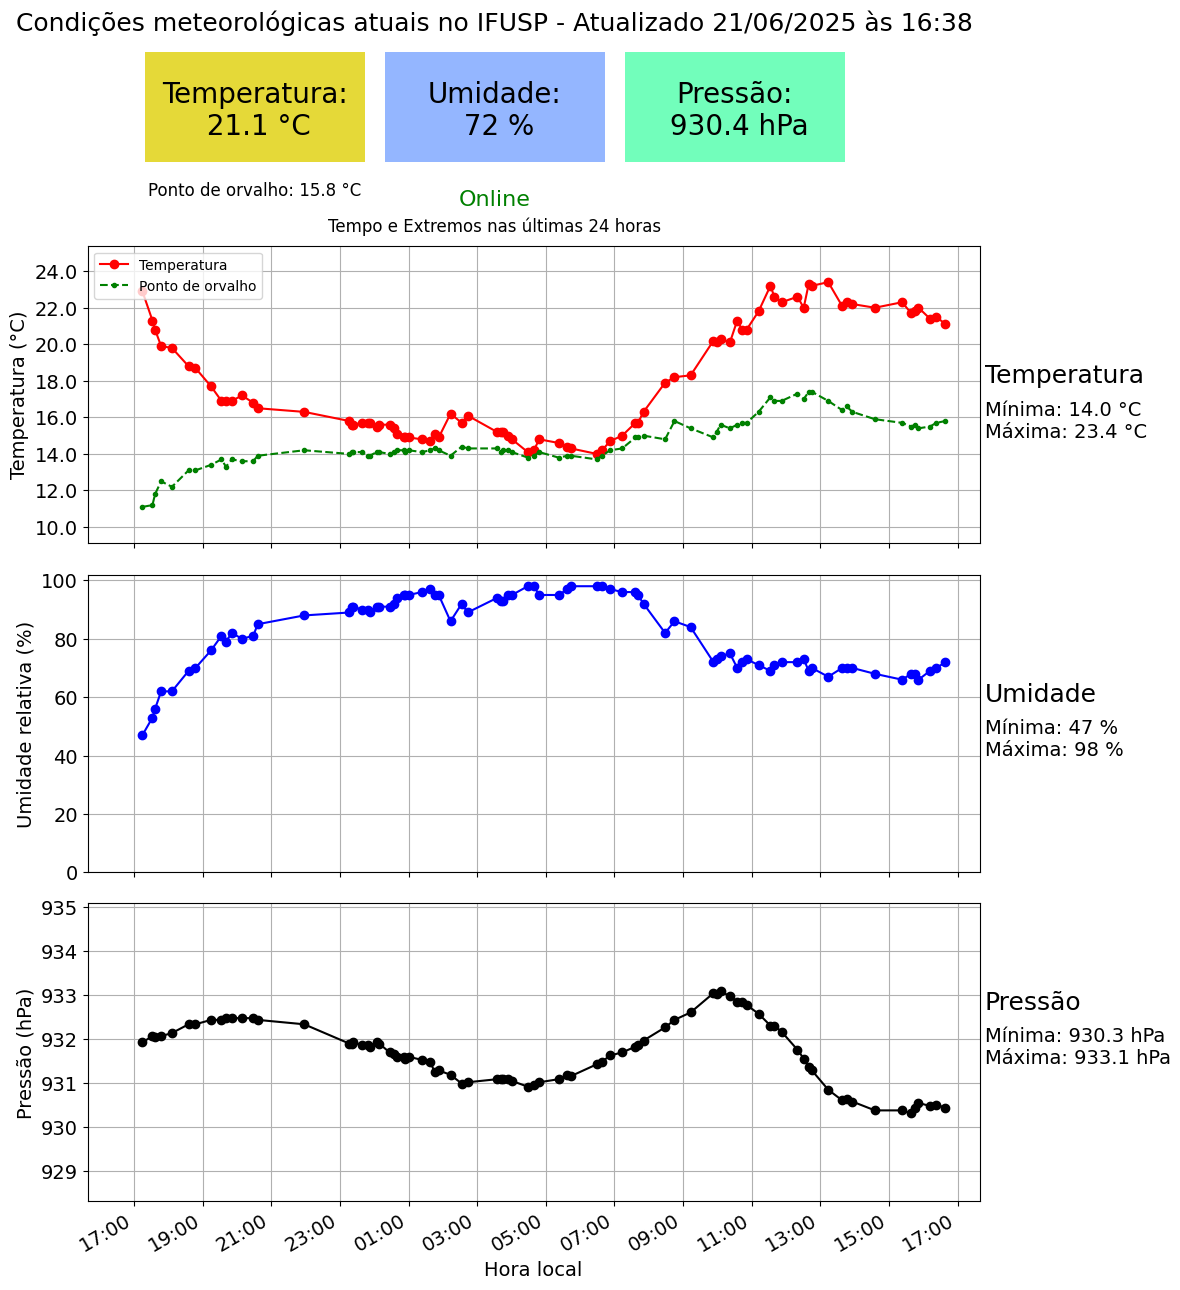 Condições meteorológicas atuais no IFUSP - Atualizado 21/06/2025 às 16:38
Temperatura:
21.1 °C
Umidade:
72 %
Pressão:
930.4 hPa
Ponto de orvalho: 15.8 °C
Online
Tempo e Extremos nas últimas 24 horas
Temperatura
Ponto de orvalho
Temperatura (°C)
24.0
22.0
20.0
18.0
16.0
14.0
12.0
10.0
Temperatura
Mínima: 14.0 °C
Máxima: 23.4 °C
Umidade relativa (%)
100
80
60
40
20
0
Umidade
Mínima: 47 %
Máxima: 98 %
Pressão (hPa)
935
934
933
932
931
930
929
Pressão
Mínima: 930.3 hPa
Máxima: 933.1 hPa
17:00 19:00 21:00 23:00 01:00 03:00 05:00 07:00 09:00 11:00 13:00 15:00 17:00
Hora local